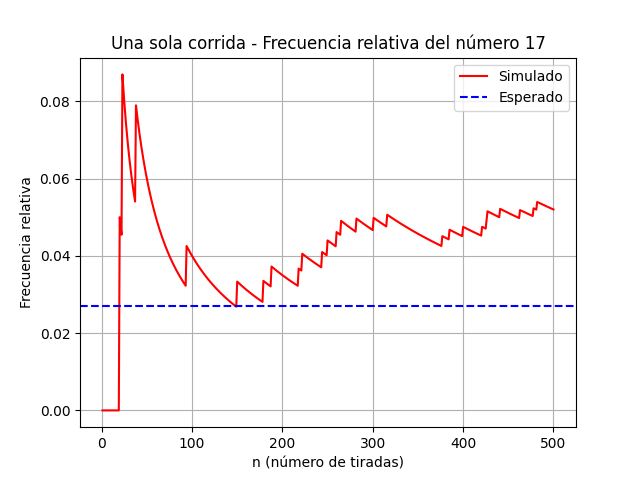 Una sola corrida - Frecuencia relativa del número 17
Simulado
Esperado
Frecuencia relativa
0.08
0.06
0.04
0.02
0.00
0
100
200
300
400
500
n (número de tiradas)